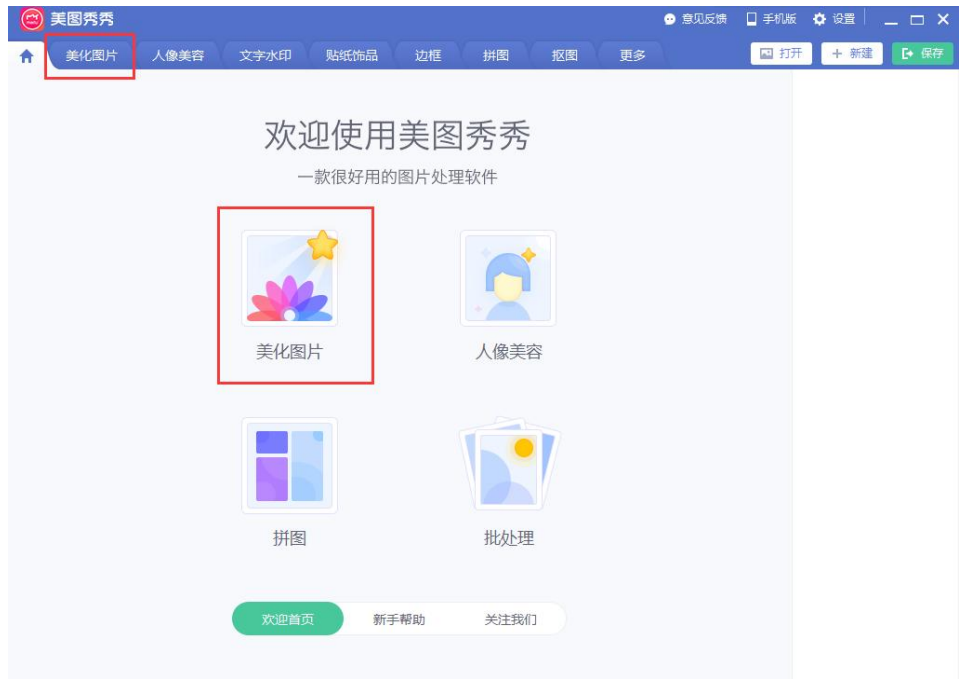 美图秀秀 意见反馈 手机版 设置
美化图片 人像美容 文字水印 贴纸饰品 边框 拼图 抠图 更多 打开 新建 保存
欢迎使用美图秀秀
一款很好用的图片处理软件
美化图片 人像美容
拼图 批处理
欢迎首页 新手帮助 关注我们